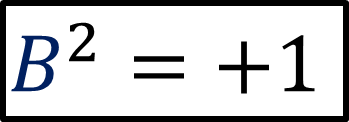 B² = +1